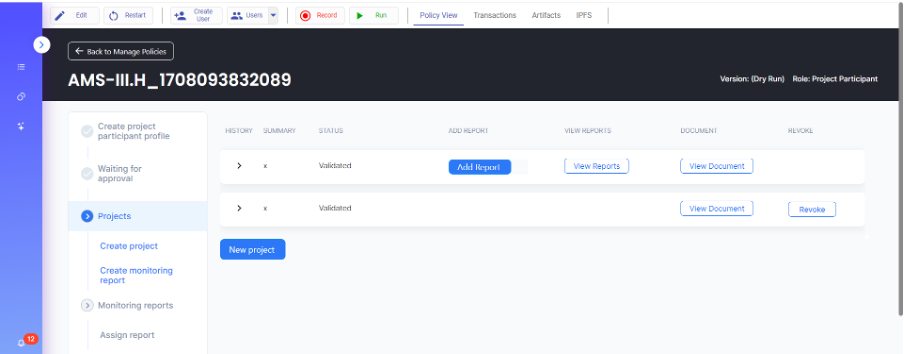 Edit Restart Create User Users Record Run Policy View Transactions Artifacts IPFS
Back to Manage Policies
AMS-III.H_1708093832089
Version: (Dry Run) Role: Project Participant
Create project
participant profile
Waiting for
approval
Projects
Create project
Create monitoring
report
Monitoring reports
Assign report
HISTORY SUMMARY STATUS ADD REPORT VIEW REPORTS DOCUMENT REVOKE
x Validated Add Report View Reports View Document
x Validated View Document Revoke
New project
12